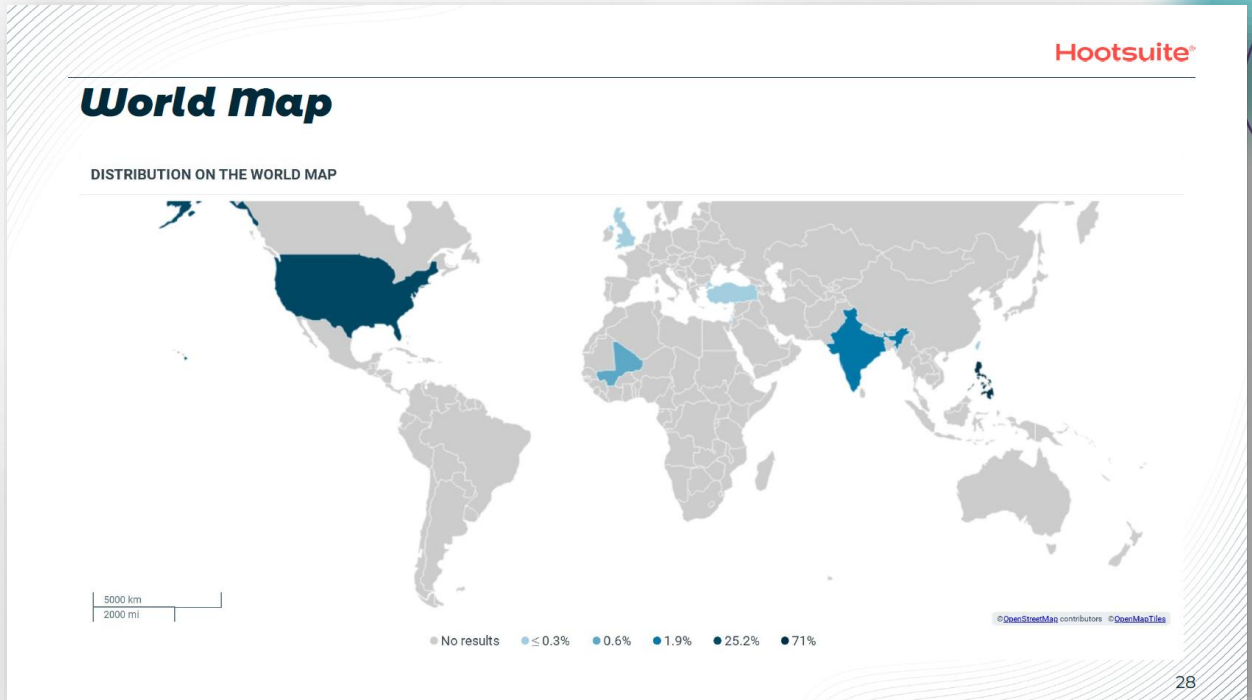 Hootsuite®
World Map
DISTRIBUTION ON THE WORLD MAP
5000 km
2000 mi
©OpenStreetMap contributors ©OpenMapTiles
No results ≤ 0.3% 0.6% 1.9% 25.2% 71%
28